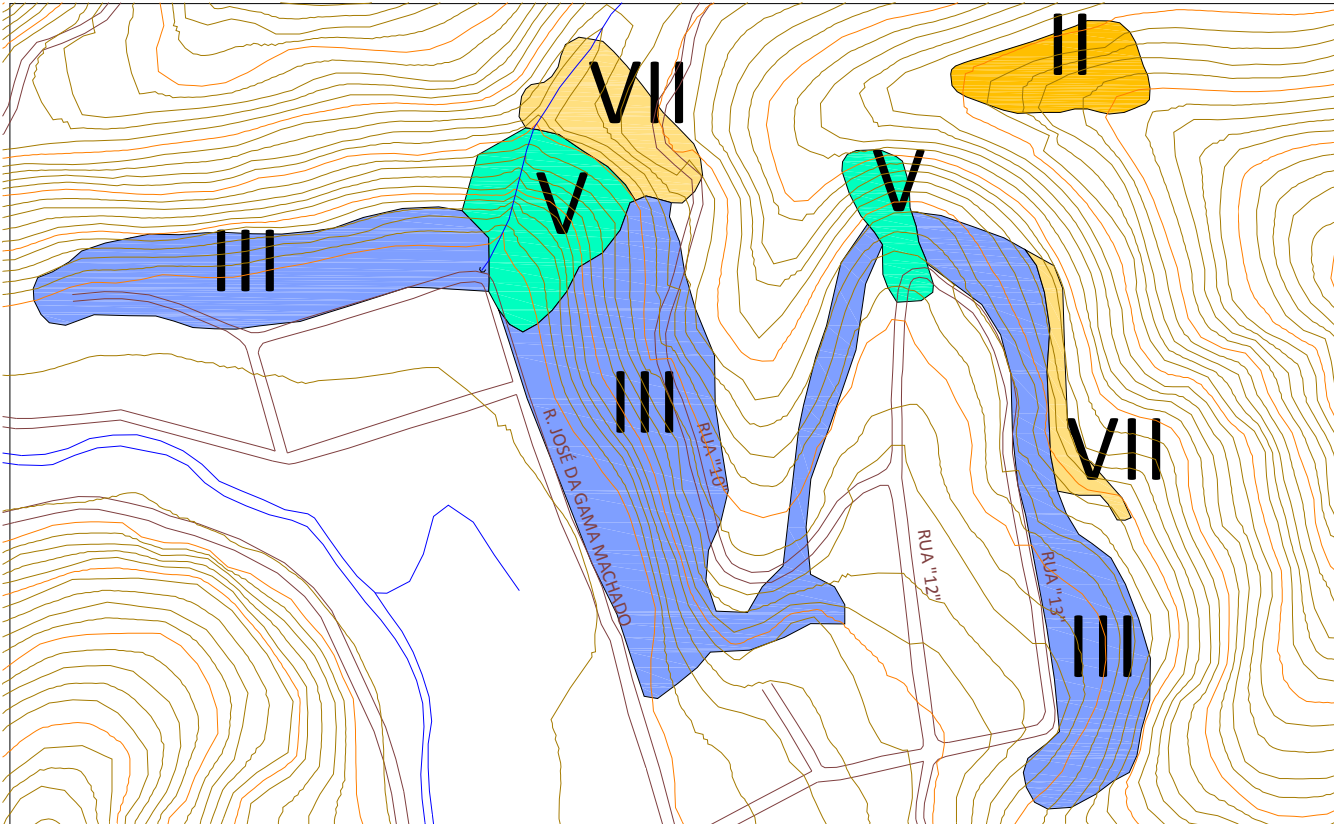 II
VII
V
V
III
III
R. JOSÉ DA GAMA MACHADO
RUA "10"
VII
RUA "12"
RUA "13"
III